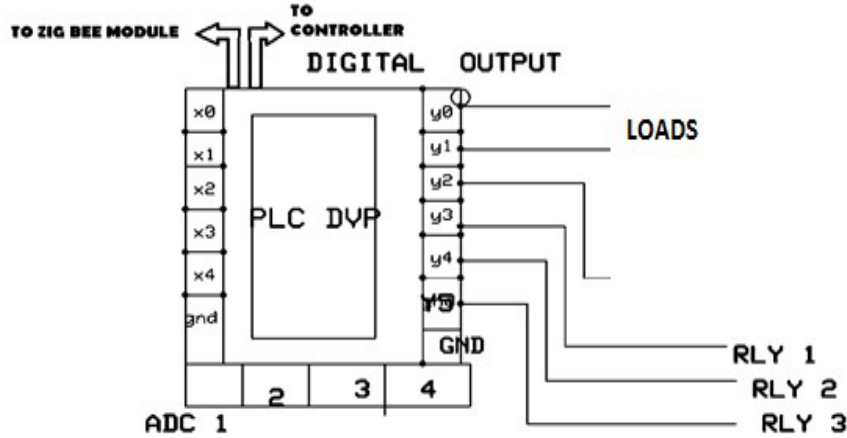 TO ZIG BEE MODULE
TO
CONTROLLER
DIGITAL OUTPUT
x0
y0
LOADS
x1
y1
x2
y2
x3
PLC DVP
y3
x4
y4
gnd
GND
RLY 1
2
3
4
RLY 2
ADC 1
RLY 3